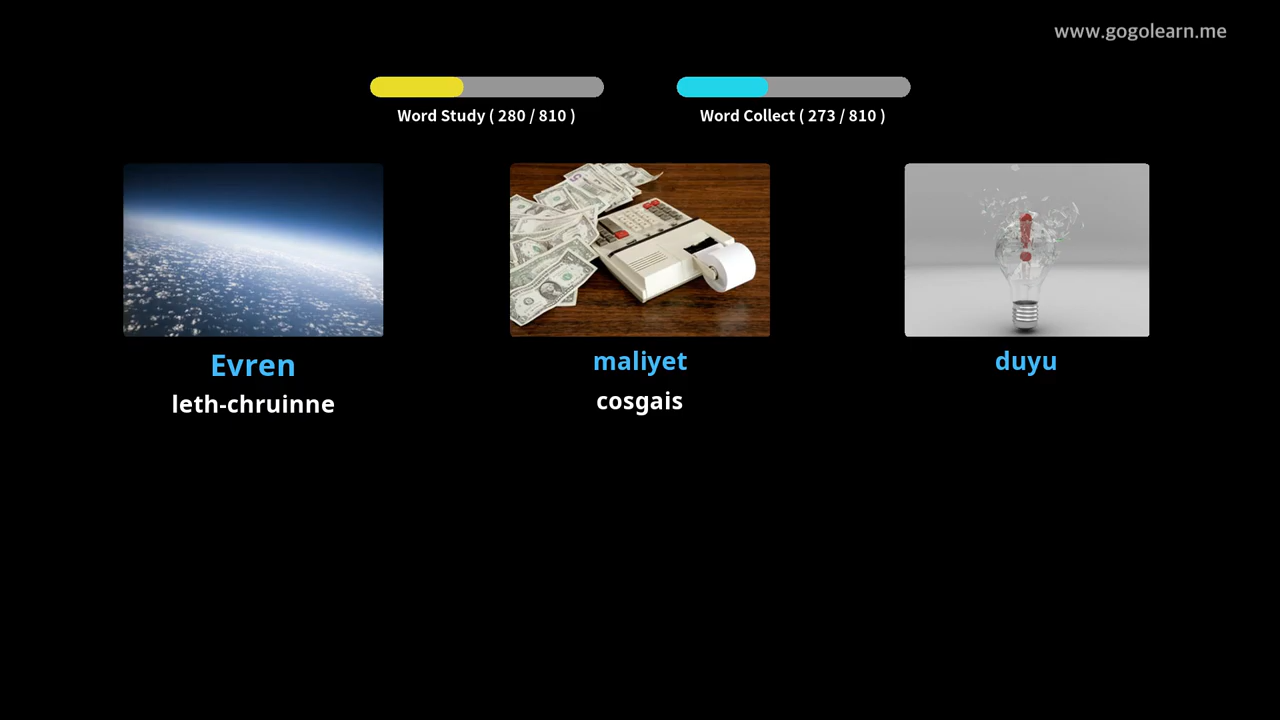 www.gogolearn.me
Word Study ( 280 / 810 )
Word Collect ( 273 / 810 )
Evren
leth-chruinne
maliyet
cosgais
duyu